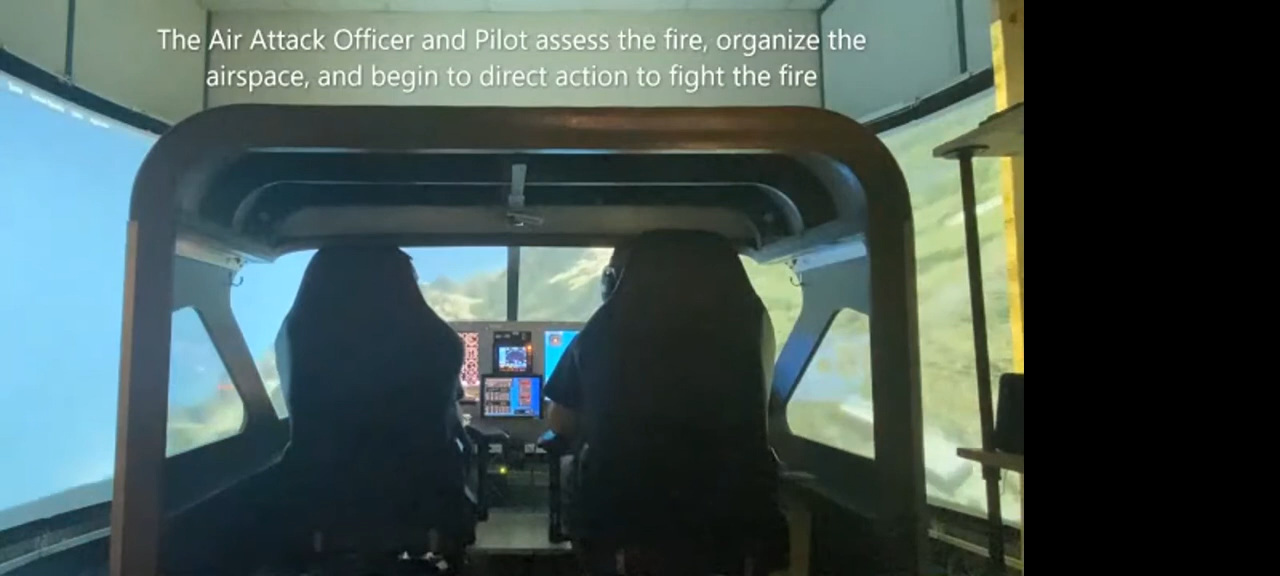 The Air Attack Officer and Pilot assess the fire, organize the
airspace, and begin to direct action to fight the fire